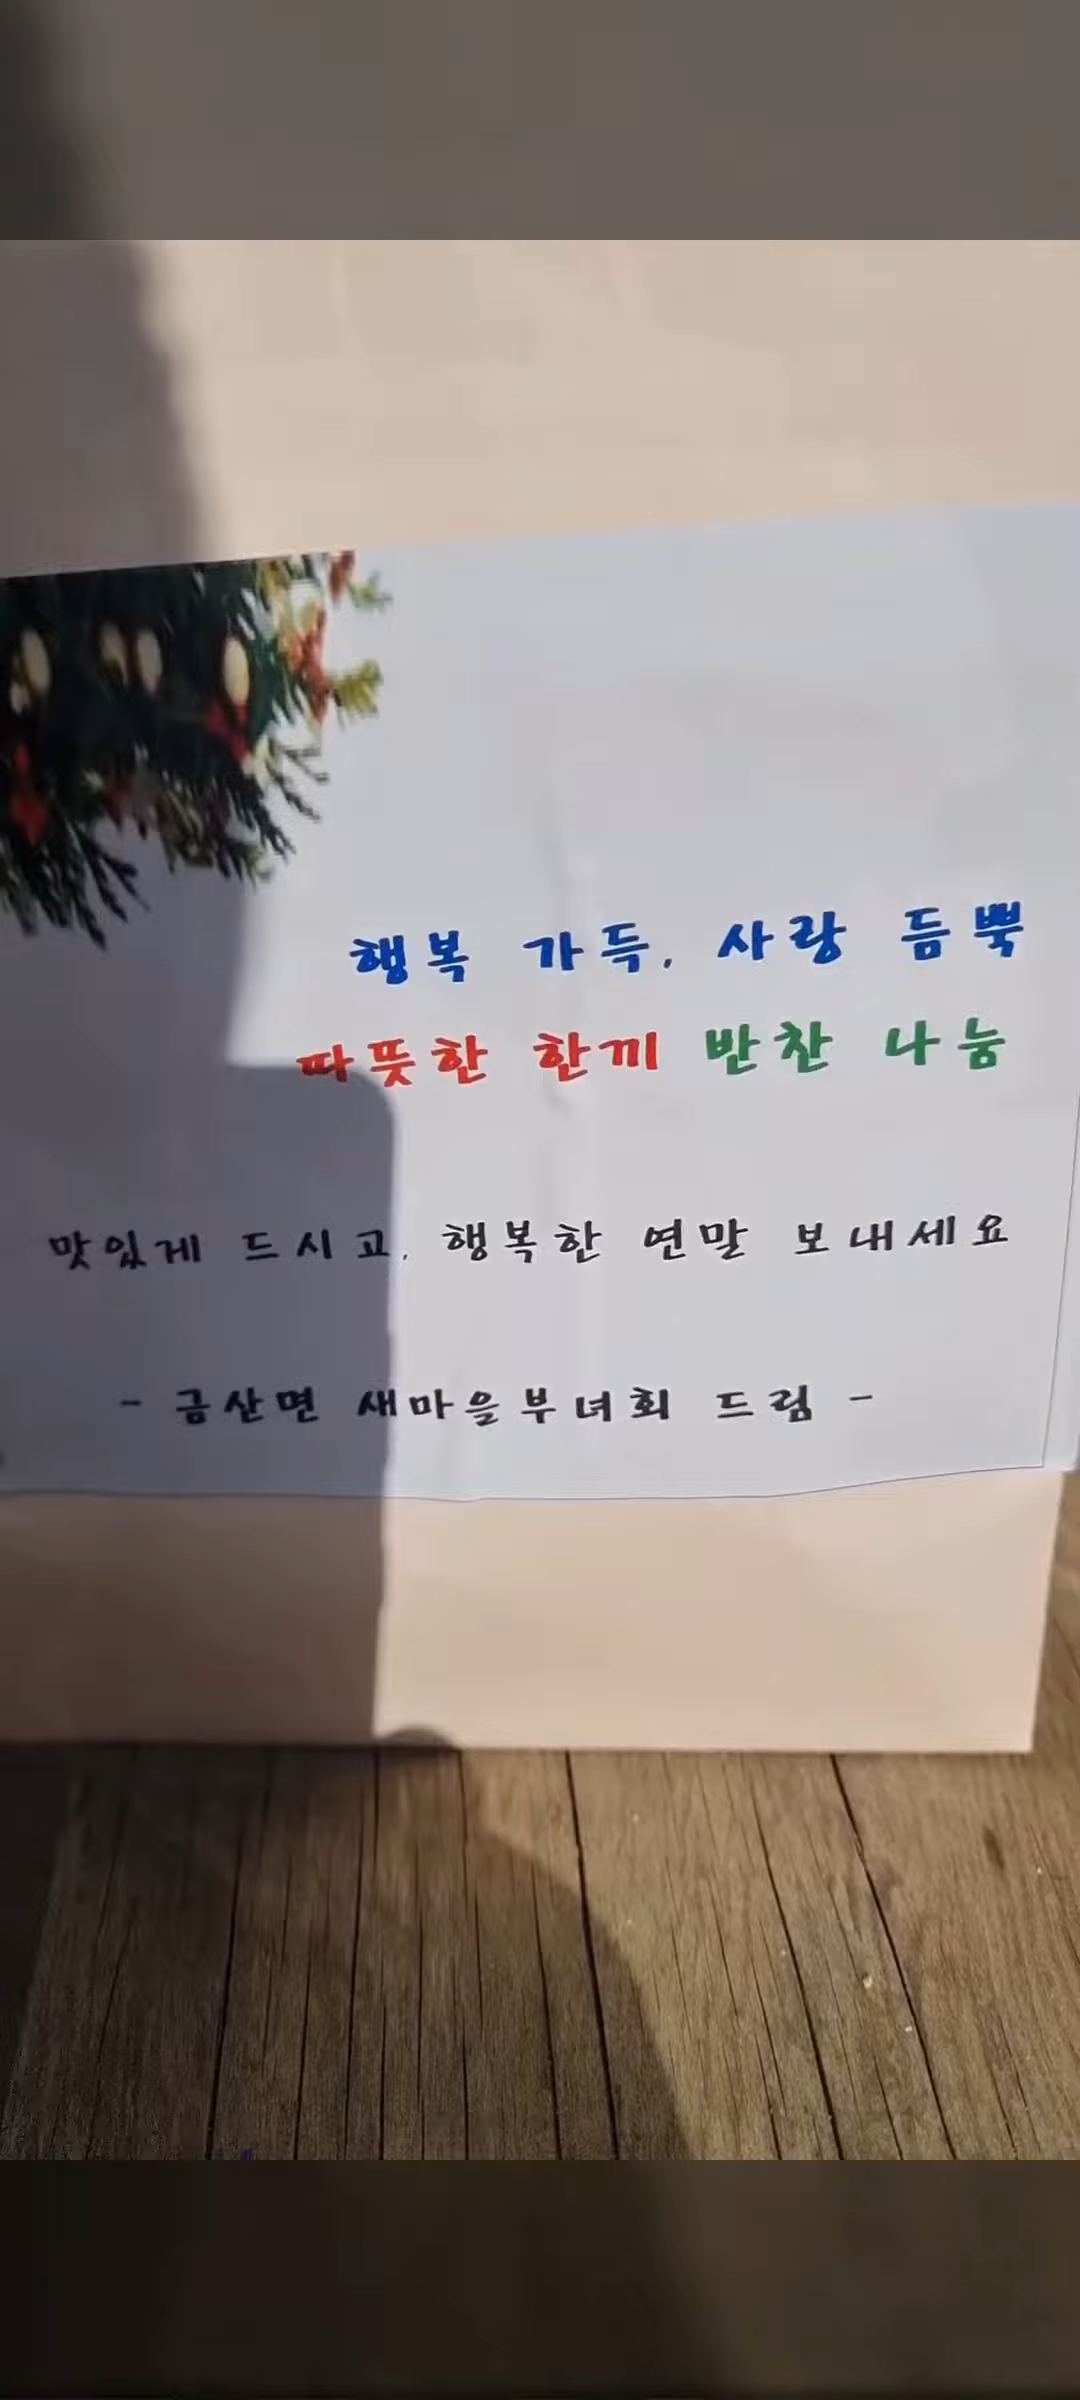 행복 가득, 사랑 듬뿍
따뜻한 한끼 반찬 나눔
맛있게 드시고, 행복한 연말 보내세요
- 금산면 새마을부녀회 드림 -